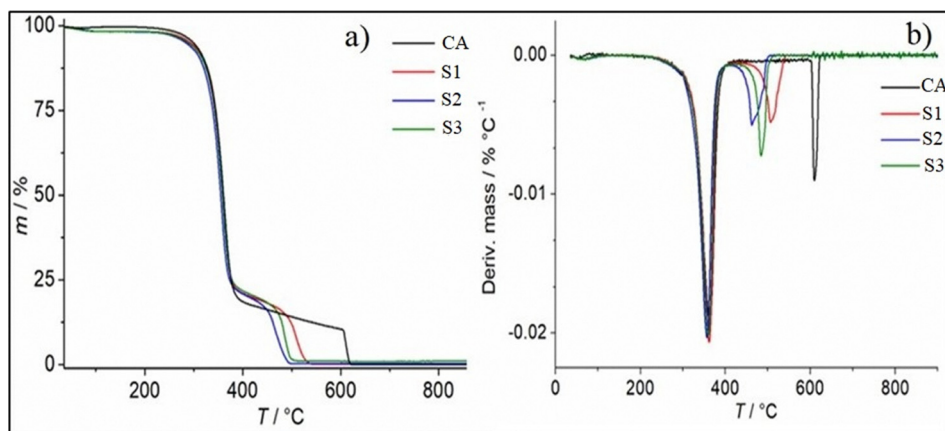 a)
CA
S1
S2
S3
100
75
50
25
0
m / %
200 400 600 800
T / °C
b)
CA
S1
S2
S3
0.00
-0.01
-0.02
Deriv. mass / % °C⁻¹
0 200 400 600 800
T / °C